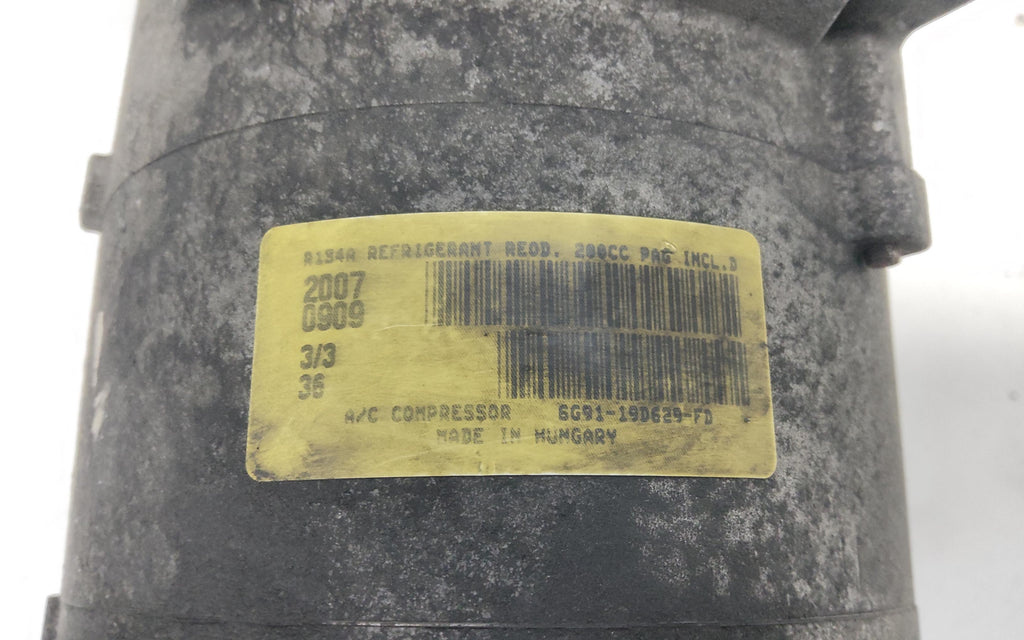 R134A REFRIGERANT REQD. 200CC PAG INCL.D
2007
0909
3/3
36
A/C COMPRESSOR 6G91-19D629-FD
MADE IN HUNGARY